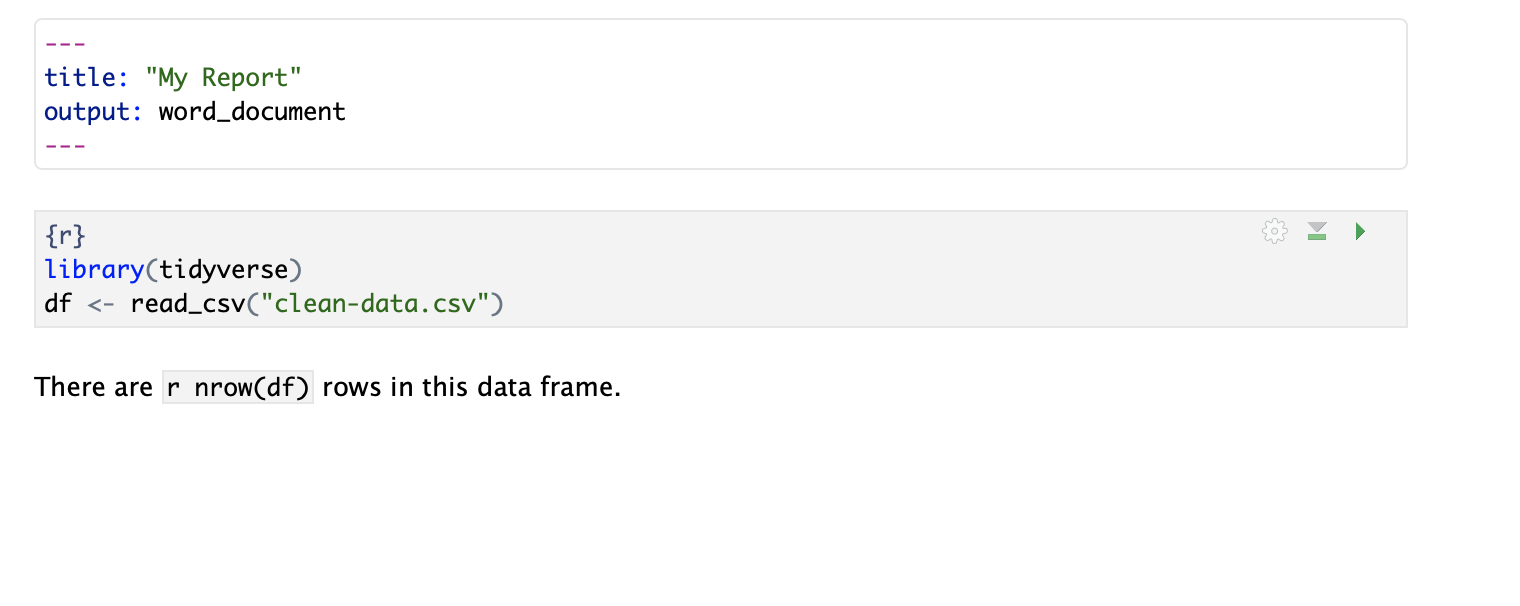 ---
title: "My Report"
output: word_document
---
{r}
library(tidyverse)
df <- read_csv("clean-data.csv")
There are r nrow(df) rows in this data frame.